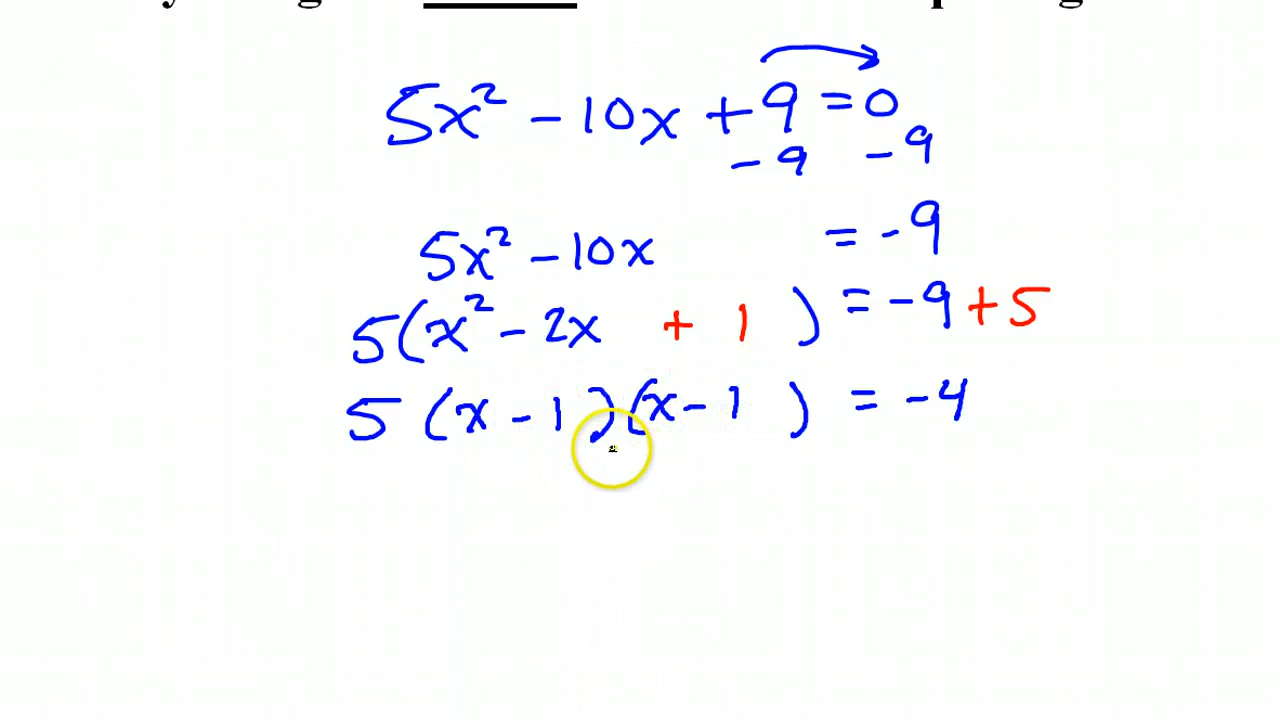 5x² - 10x + 9 = 0
- 9 - 9
5x² - 10x = -9
5(x² - 2x + 1 ) = -9 + 5
5 (x - 1)(x - 1 ) = -4